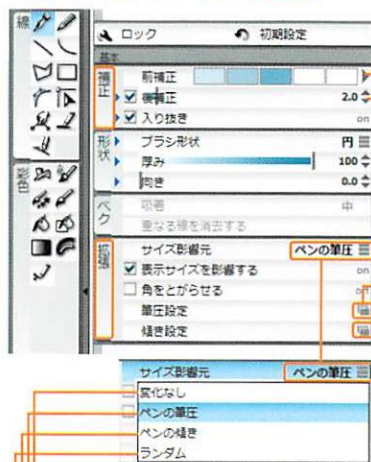 線
ロック 初期設定
基本
補正
前補正
後補正 2.0
入り抜き on
形状
ブラシ形状 円
厚み 100
向き 0.0
ベク
吸着 中
重なる線を消去する
彩色
拡張
サイズ影響元 ペンの筆圧
表示サイズを影響する on
角をとがらせる off
筆圧設定
傾き設定
サイズ影響元 ペンの筆圧
変化なし
ペンの筆圧
ペンの傾き
ランダム